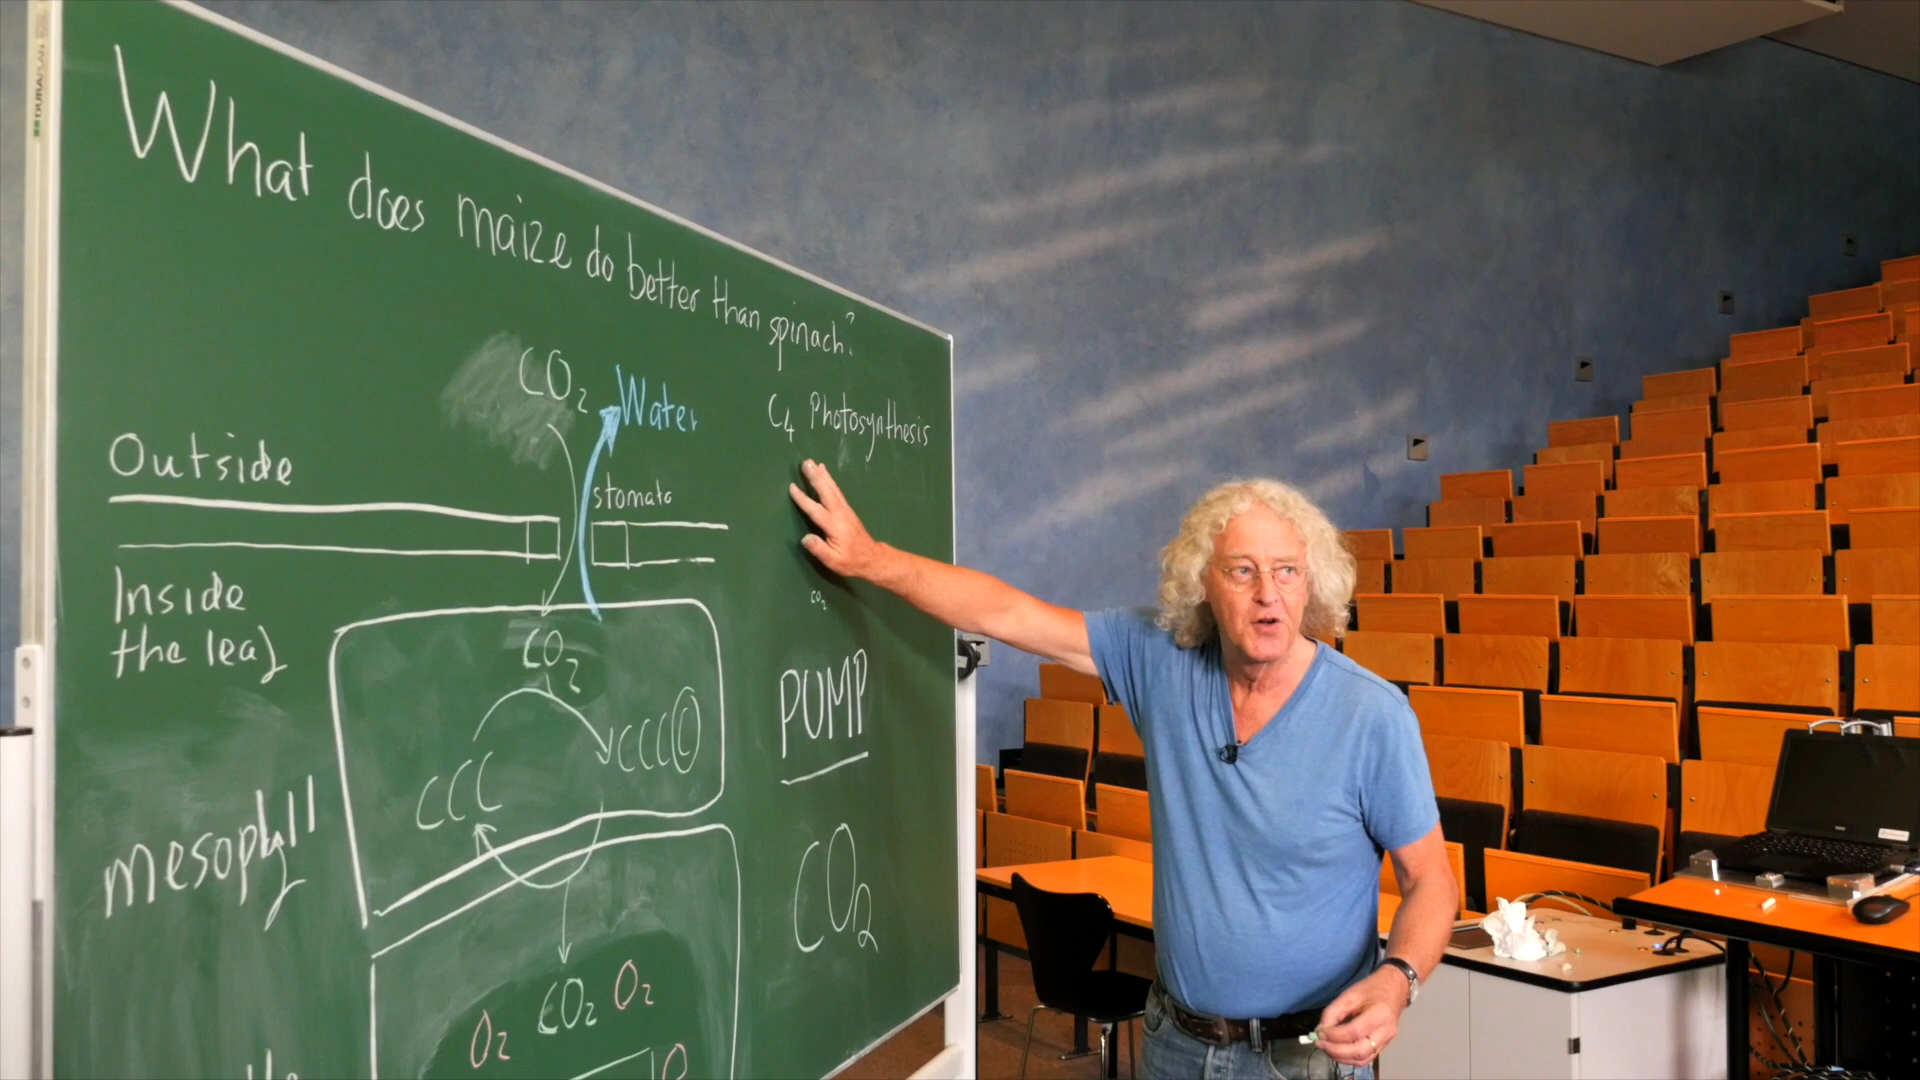 What does maize do better than spinach?
CO₂
Water
C₄ Photosynthesis
Outside
stomata
Inside
the leaf
CO₂
CO₂
CCC
CCCC
PUMP
mesophyll
CO₂
O₂ CO₂ O₂